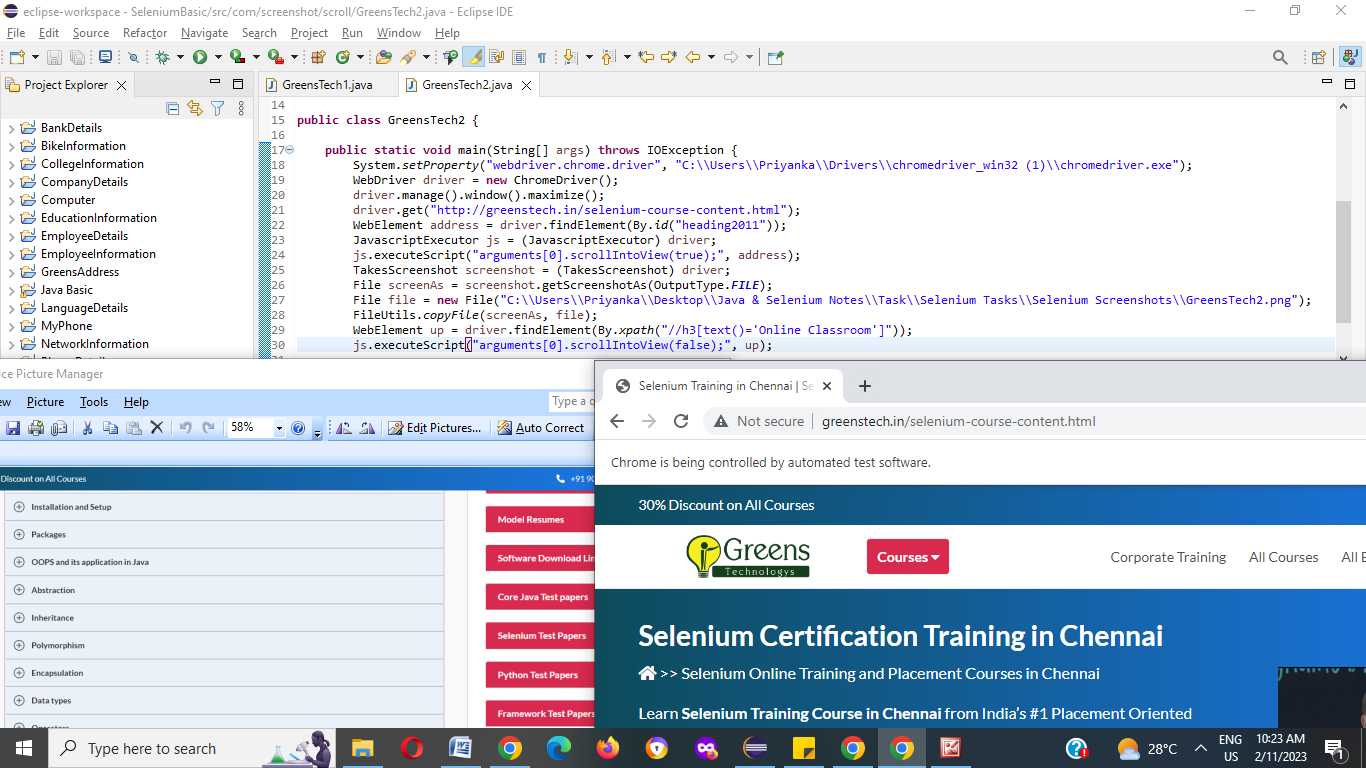 eclipse-workspace - SeleniumBasic/src/com/screenshot/scroll/GreensTech2.java - Eclipse IDE
File Edit Source Refactor Navigate Search Project Run Window Help
Project Explorer
GreensTech1.java
GreensTech2.java
BankDetails
BikeInformation
CollegeInformation
CompanyDetails
Computer
EducationInformation
EmployeeDetails
EmployeeInformation
GreensAddress
Java Basic
LanguageDetails
MyPhone
NetworkInformation
14
15 public class GreensTech2 {
16
17 public static void main(String[] args) throws IOException {
18 System.setProperty("webdriver.chrome.driver", "C:\\Users\\Priyanka\\Drivers\\chromedriver_win32 (1)\\chromedriver.exe");
19 WebDriver driver = new ChromeDriver();
20 driver.manage().window().maximize();
21 driver.get("http://greenstech.in/selenium-course-content.html");
22 WebElement address = driver.findElement(By.id("heading2011"));
23 JavascriptExecutor js = (JavascriptExecutor) driver;
24 js.executeScript("arguments[0].scrollIntoView(true);", address);
25 TakesScreenshot screenshot = (TakesScreenshot) driver;
26 File screenAs = screenshot.getScreenshotAs(OutputType.FILE);
27 File file = new File("C:\\Users\\Priyanka\\Desktop\\Java & Selenium Notes\\Task\\Selenium Tasks\\Selenium Screenshots\\GreensTech2.png");
28 FileUtils.copyFile(screenAs, file);
29 WebElement up = driver.findElement(By.xpath("//h3[text()='Online Classroom']"));
30 js.executeScript("arguments[0].scrollIntoView(false);", up);
ice Picture Manager
ew Picture Tools Help
Type a q
58%
Edit Pictures...
Auto Correct
Discount on All Courses
+91 90
Installation and Setup
Packages
OOPS and its application in Java
Abstraction
Inheritance
Polymorphism
Encapsulation
Data types
Operators
Model Resumes
Software Download Lin
Core Java Test papers
Selenium Test Papers
Python Test Papers
Framework Test Papers
Selenium Training in Chennai | Se
Not secure
greenstech.in/selenium-course-content.html
Chrome is being controlled by automated test software.
30% Discount on All Courses
Greens
Technologys
Courses
Corporate Training
All Courses
All E
Selenium Certification Training in Chennai
>> Selenium Online Training and Placement Courses in Chennai
Learn Selenium Training Course in Chennai from India's #1 Placement Oriented
Type here to search
28°C
ENG
US
10:23 AM
2/11/2023
1